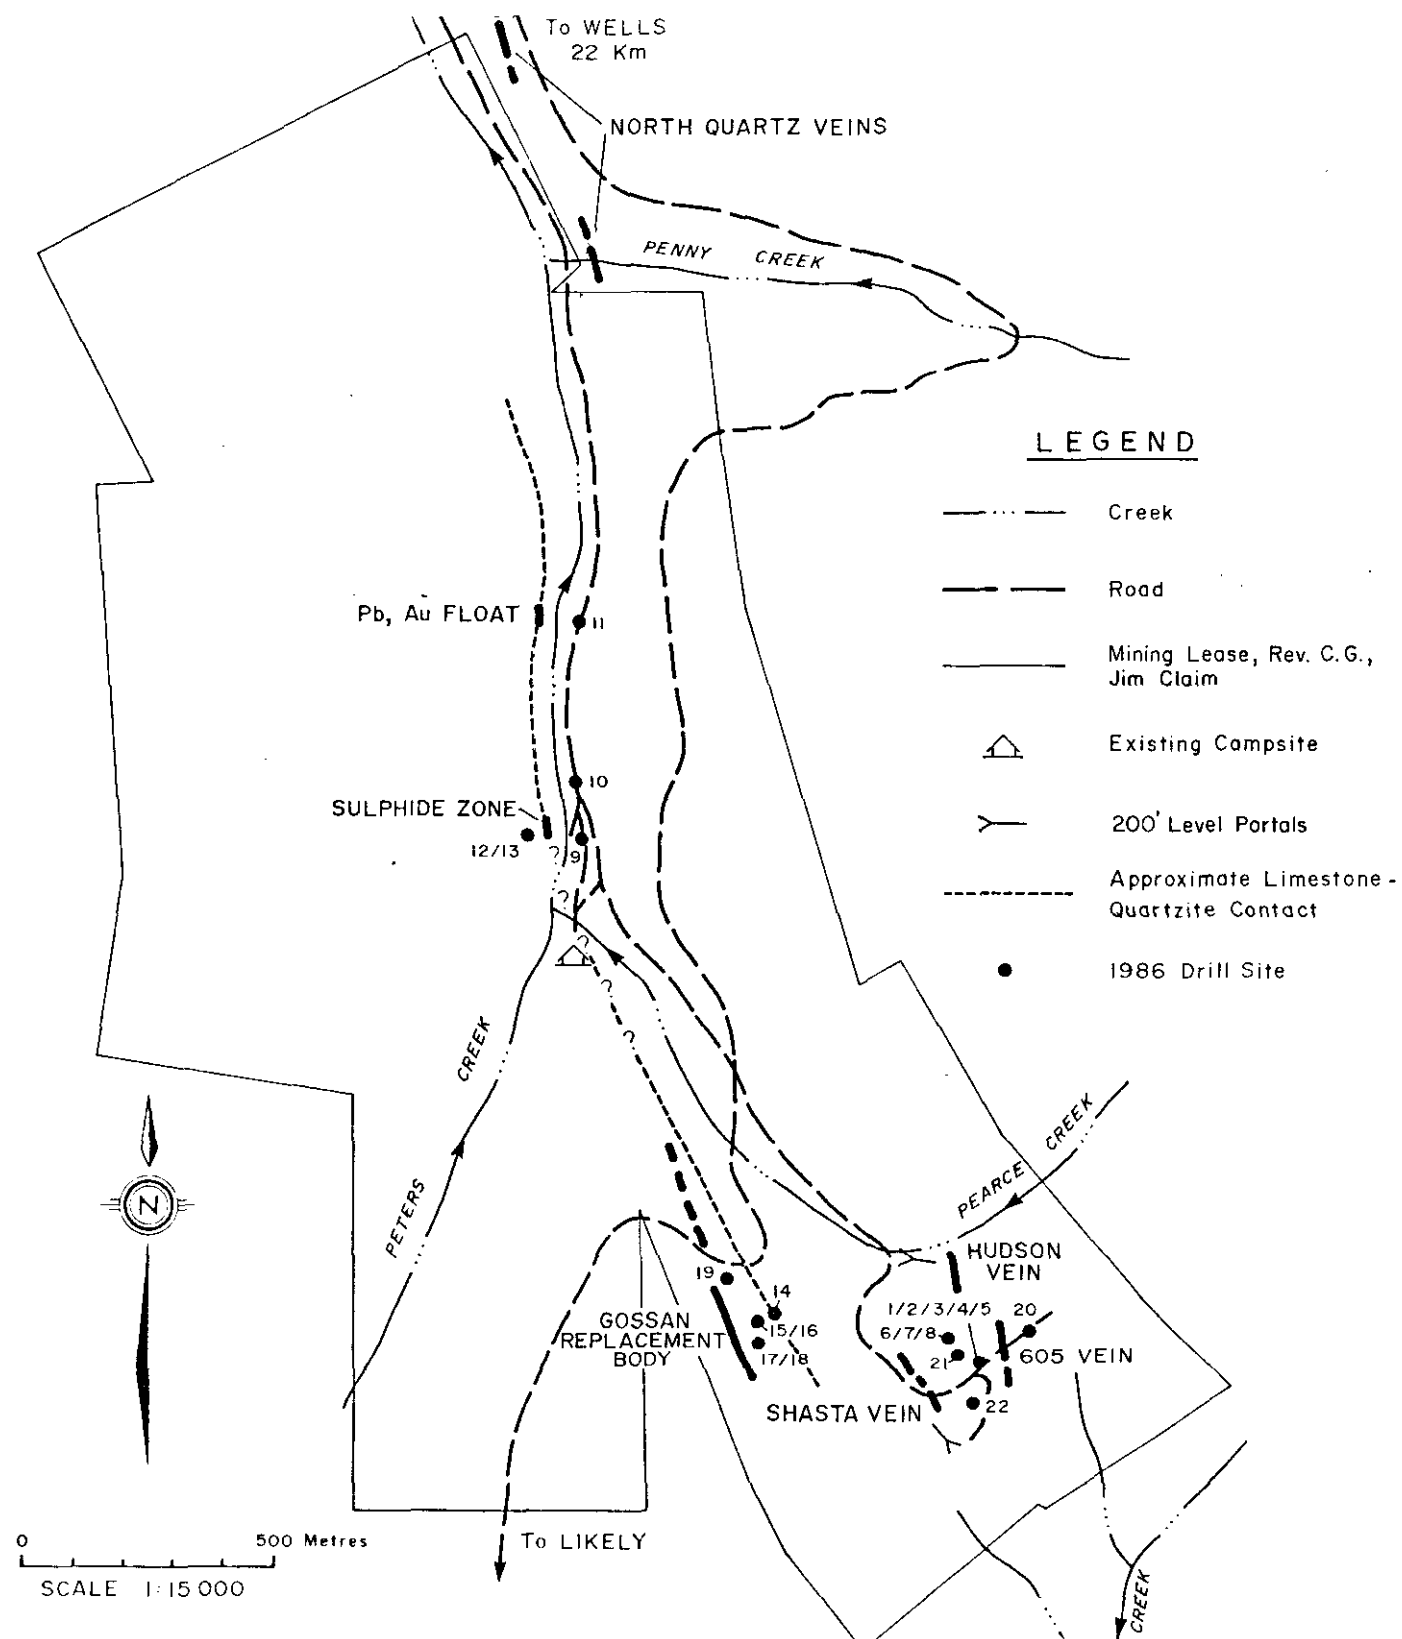 To WELLS
22 Km
NORTH QUARTZ VEINS
PENNY CREEK
LEGEND
Creek
Road
Mining Lease, Rev. C.G.,
Jim Claim
Existing Campsite
200' Level Portals
Approximate Limestone -
Quartzite Contact
1986 Drill Site
Pb, Au FLOAT
11
10
SULPHIDE ZONE
12/13
?
9
?
?
?
?
PETERS CREEK
PEARCE CREEK
N
HUDSON
VEIN
19
14
GOSSAN
REPLACEMENT
BODY
15/16
17/18
1/2/3/4/5
20
6/7/8
21
605 VEIN
SHASTA VEIN
22
0
500 Metres
SCALE 1:15 000
To LIKELY
CREEK